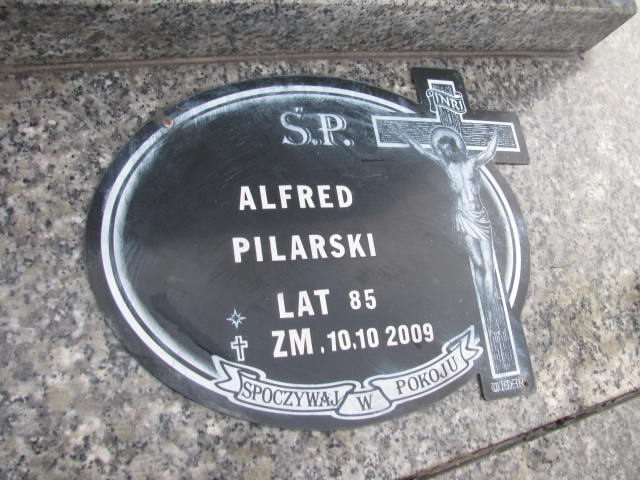 INRI
Ś.P.
ALFRED
PILARSKI
LAT 85
ZM. 10.10 2009
SPOCZYWAJ W POKOJU